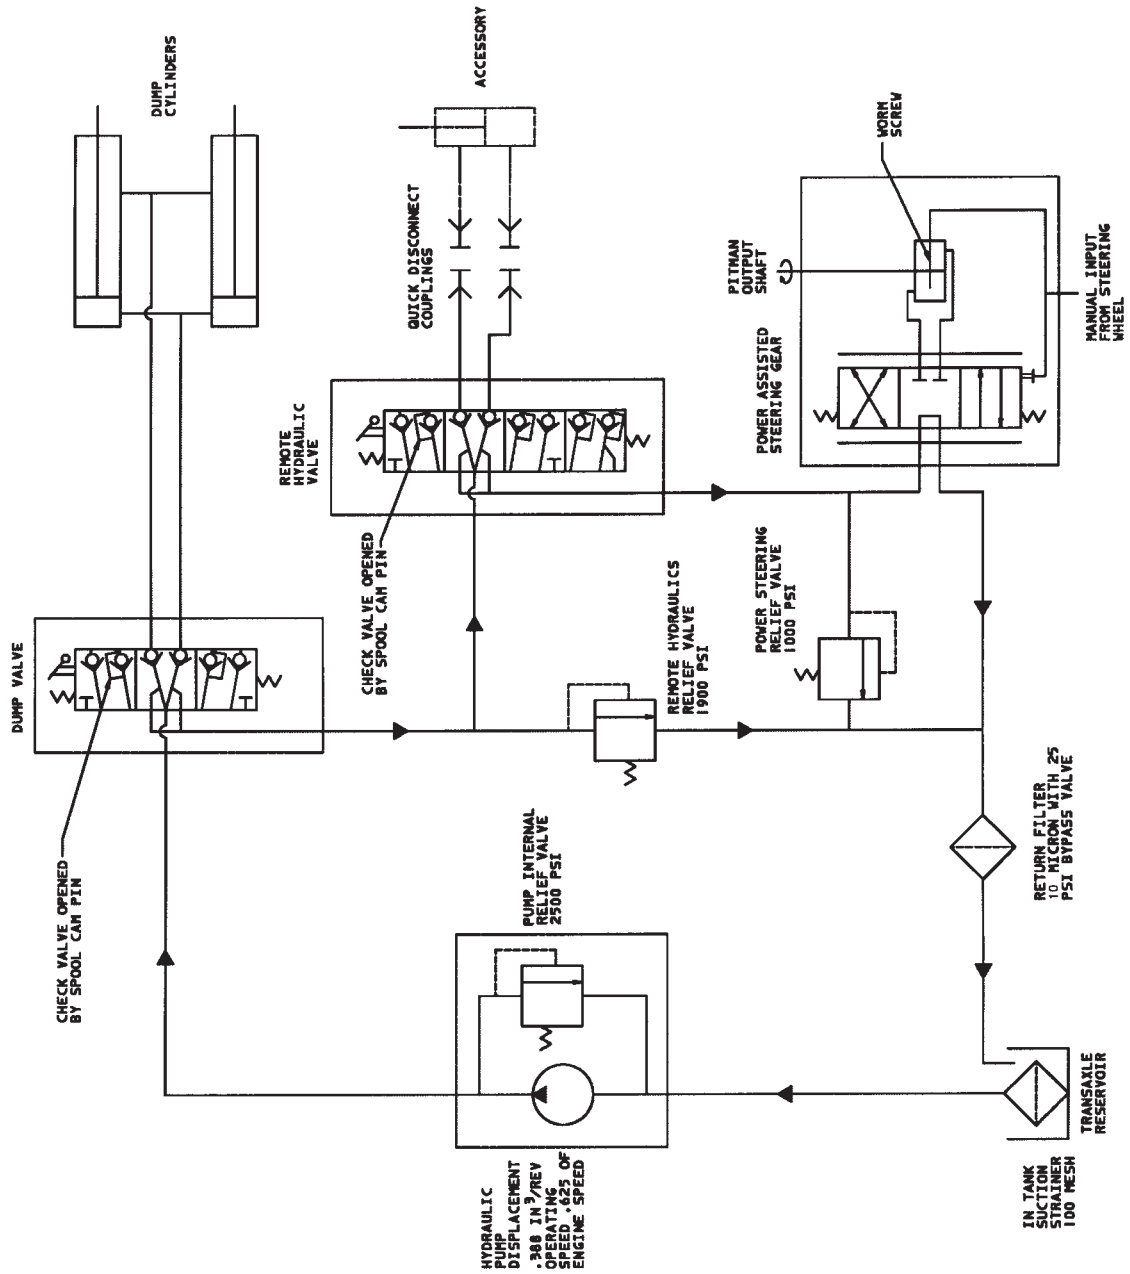 DUMP
CYLINDERS
ACCESSORY
WORM
SCREW
QUICK DISCONNECT
COUPLINGS
PITMAN
OUTPUT
SHAFT
MANUAL INPUT
FROM STEERING
WHEEL
REMOTE
HYDRAULIC
VALVE
POWER ASSISTED
STEERING GEAR
DUMP VALVE
CHECK VALVE OPENED
BY SPOOL CAM PIN
REMOTE HYDRAULICS
RELIEF VALVE
1900 PSI
POWER STEERING
RELIEF VALVE
1000 PSI
CHECK VALVE OPENED
BY SPOOL CAM PIN
PUMP INTERNAL
RELIEF VALVE
2500 PSI
RETURN FILTER
10 MICRON WITH 25
PSI BYPASS VALVE
HYDRAULIC
PUMP
DISPLACEMENT
.388 IN³/REV
OPERATING
SPEED .625 OF
ENGINE SPEED
IN TANK
SUCTION
STRAINER
100 MESH
TRANSAXLE
RESERVOIR